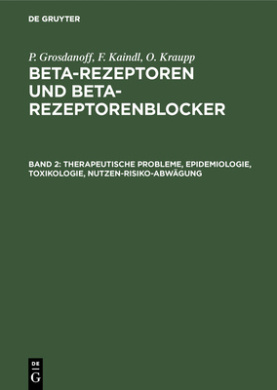 DE GRUYTER
P. Grosdanoff, F. Kaindl, O. Kraupp
BETA-REZEPTOREN
UND BETA-
REZEPTORENBLOCKER
BAND 2: THERAPEUTISCHE PROBLEME, EPIDEMIOLOGIE,
TOXIKOLOGIE, NUTZEN-RISIKO-ABWÄGUNG
DE
G